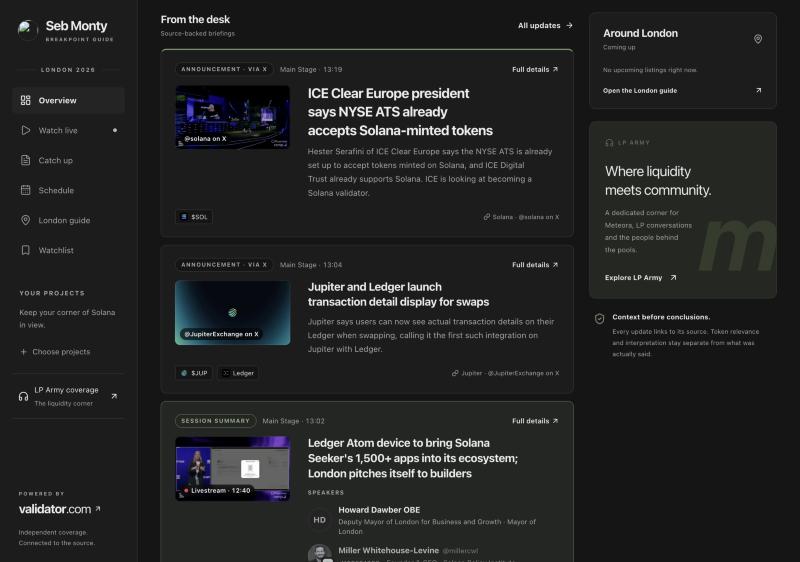 Seb Monty
BREAKPOINT GUIDE
LONDON 2026
Overview
Watch live
Catch up
Schedule
London guide
Watchlist
YOUR PROJECTS
Keep your corner of Solana
in view.
+ Choose projects
LP Army coverage
The liquidity corner
POWERED BY
validator.com
Independent coverage.
Connected to the source.
From the desk
Source-backed briefings
All updates
ANNOUNCEMENT · VIA X
Main Stage · 13:19
Full details
@solana on X
ICE Clear Europe president
says NYSE ATS already
accepts Solana-minted tokens
Hester Serafini of ICE Clear Europe says the NYSE ATS is already
set up to accept tokens minted on Solana, and ICE Digital
Trust already supports Solana. ICE is looking at becoming a
Solana validator.
$SOL
Solana · @solana on X
ANNOUNCEMENT · VIA X
Main Stage · 13:04
Full details
@JupiterExchange on X
Jupiter and Ledger launch
transaction detail display for swaps
Jupiter says users can now see actual transaction details on their
Ledger when swapping, calling it the first such integration on
Jupiter with Ledger.
$JUP
Ledger
Jupiter · @JupiterExchange on X
SESSION SUMMARY
Main Stage · 13:02
Full details
Livestream · 12:40
Ledger Atom device to bring Solana
Seeker's 1,500+ apps into its ecosystem;
London pitches itself to builders
SPEAKERS
HD
Howard Dawber OBE
Deputy Mayor of London for Business and Growth · Mayor of
London
Miller Whitehouse-Levine @millercwl
Around London
Coming up
No upcoming listings right now.
Open the London guide
LP ARMY
Where liquidity
meets community.
A dedicated corner for
Meteora, LP conversations
and the people behind
the pools.
m
Explore LP Army
Context before conclusions.
Every update links to its source. Token relevance
and interpretation stay separate from what was
actually said.